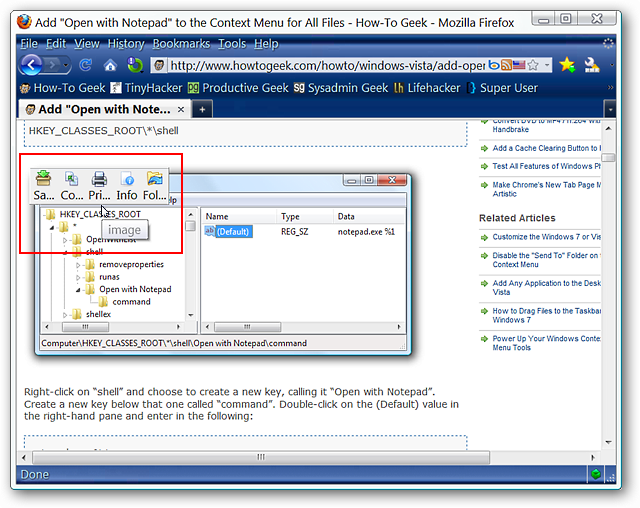 Add "Open with Notepad" to the Context Menu for All Files - How-To Geek - Mozilla Firefox
File Edit View History Bookmarks Tools Help
http://www.howtogeek.com/howto/windows-vista/add-oper
How-To Geek TinyHacker Productive Geek Sysadmin Geek Lifehacker Super User
Add "Open with Note...
HKEY_CLASSES_ROOT\*\shell
Sa... Co... Pri... Info Fol...
image
HKEY_CLASSES_ROOT
*
OpenWithList
shell
removeproperties
runas
Open with Notepad
command
shellex
Name Type Data
(Default) REG_SZ notepad.exe %1
Computer\HKEY_CLASSES_ROOT\*\shell\Open with Notepad\command
Right-click on “shell” and choose to create a new key, calling it “Open with Notepad”.
Create a new key below that one called “command”. Double-click on the (Default) value in
the right-hand pane and enter in the following:
Convert DVD to MP4 / H.264 with
Handbrake
Add a Cache Clearing Button to
Test All Features of Windows Ph
Make Chrome's New Tab Page M
Artistic
Related Articles
Customize the Windows 7 or Vis
Disable the "Send To" Folder on
Context Menu
Add Any Application to the Desk
Vista
How to Drag Files to the Taskbar
Windows 7
Power Up Your Windows Conte
Menu Tools
Done